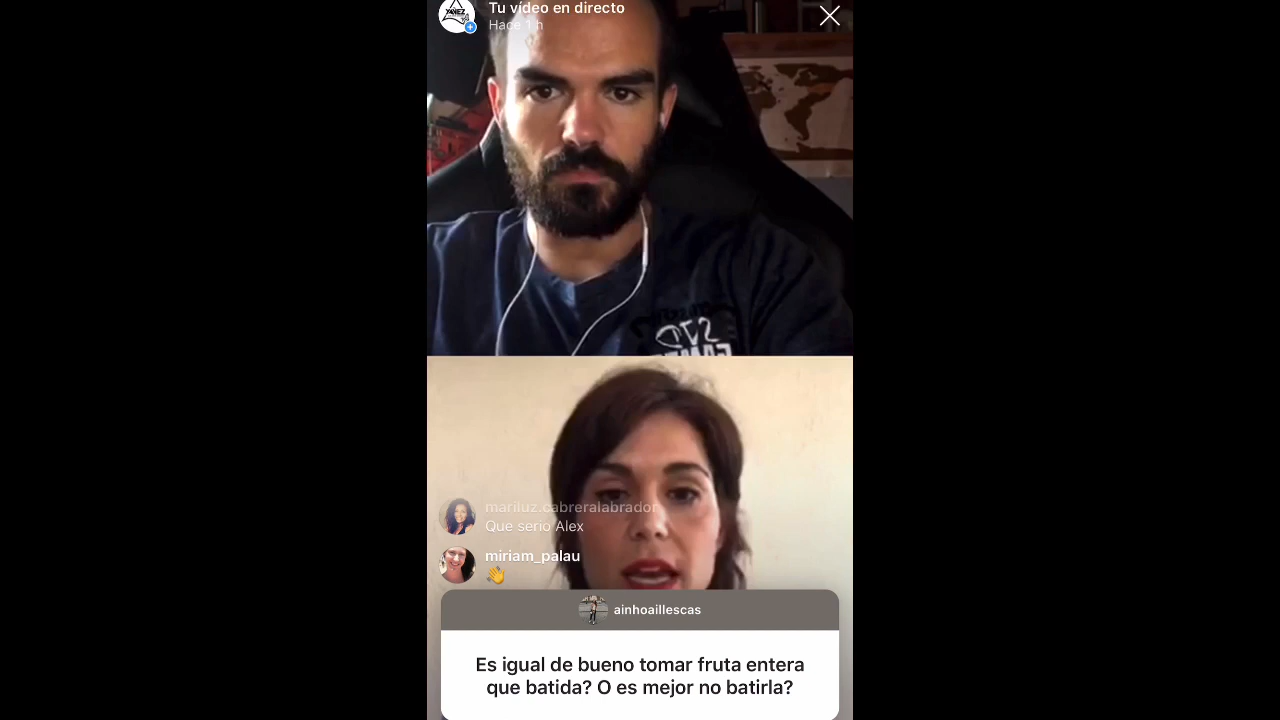 YAÑEZ
Tu vídeo en directo
Hace 1 h
mariluz.cabreralabrador
Que serio Alex
miriam_palau
👋
ainhoaillescas
Es igual de bueno tomar fruta entera
que batida? O es mejor no batirla?